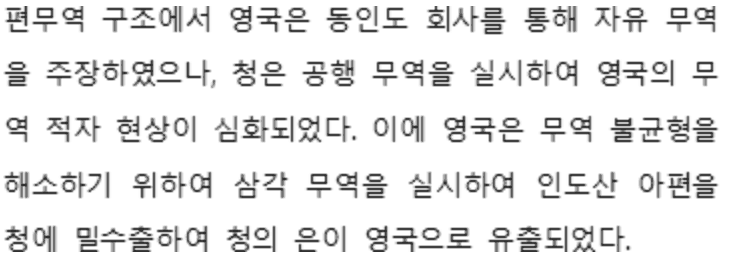 편무역 구조에서 영국은 동인도 회사를 통해 자유 무역
을 주장하였으나, 청은 공행 무역을 실시하여 영국의 무
역 적자 현상이 심화되었다. 이에 영국은 무역 불균형을
해소하기 위하여 삼각 무역을 실시하여 인도산 아편을
청에 밀수출하여 청의 은이 영국으로 유출되었다.